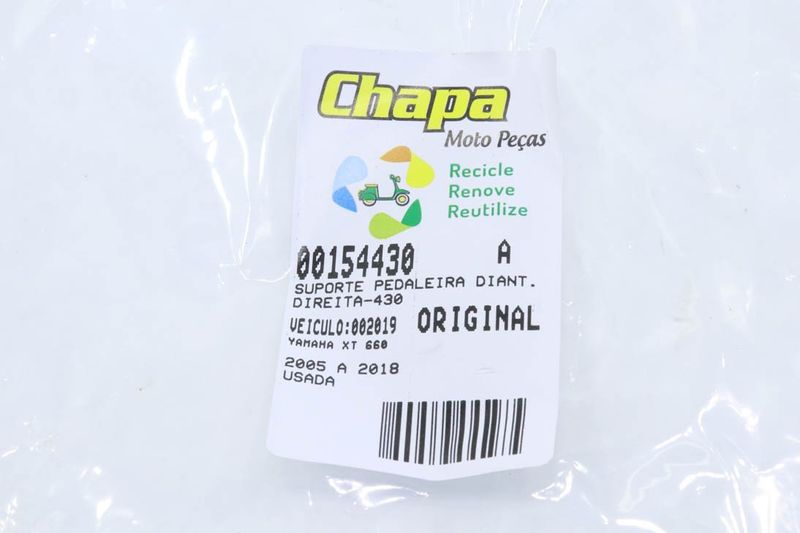 Chapa
Moto Peças
Recicle
Renove
Reutilize
00154430 A
SUPORTE PEDALEIRA DIANT.
DIREITA-430
VEICULO:002019 ORIGINAL
YAMAHA XT 660
2005 A 2018
USADA